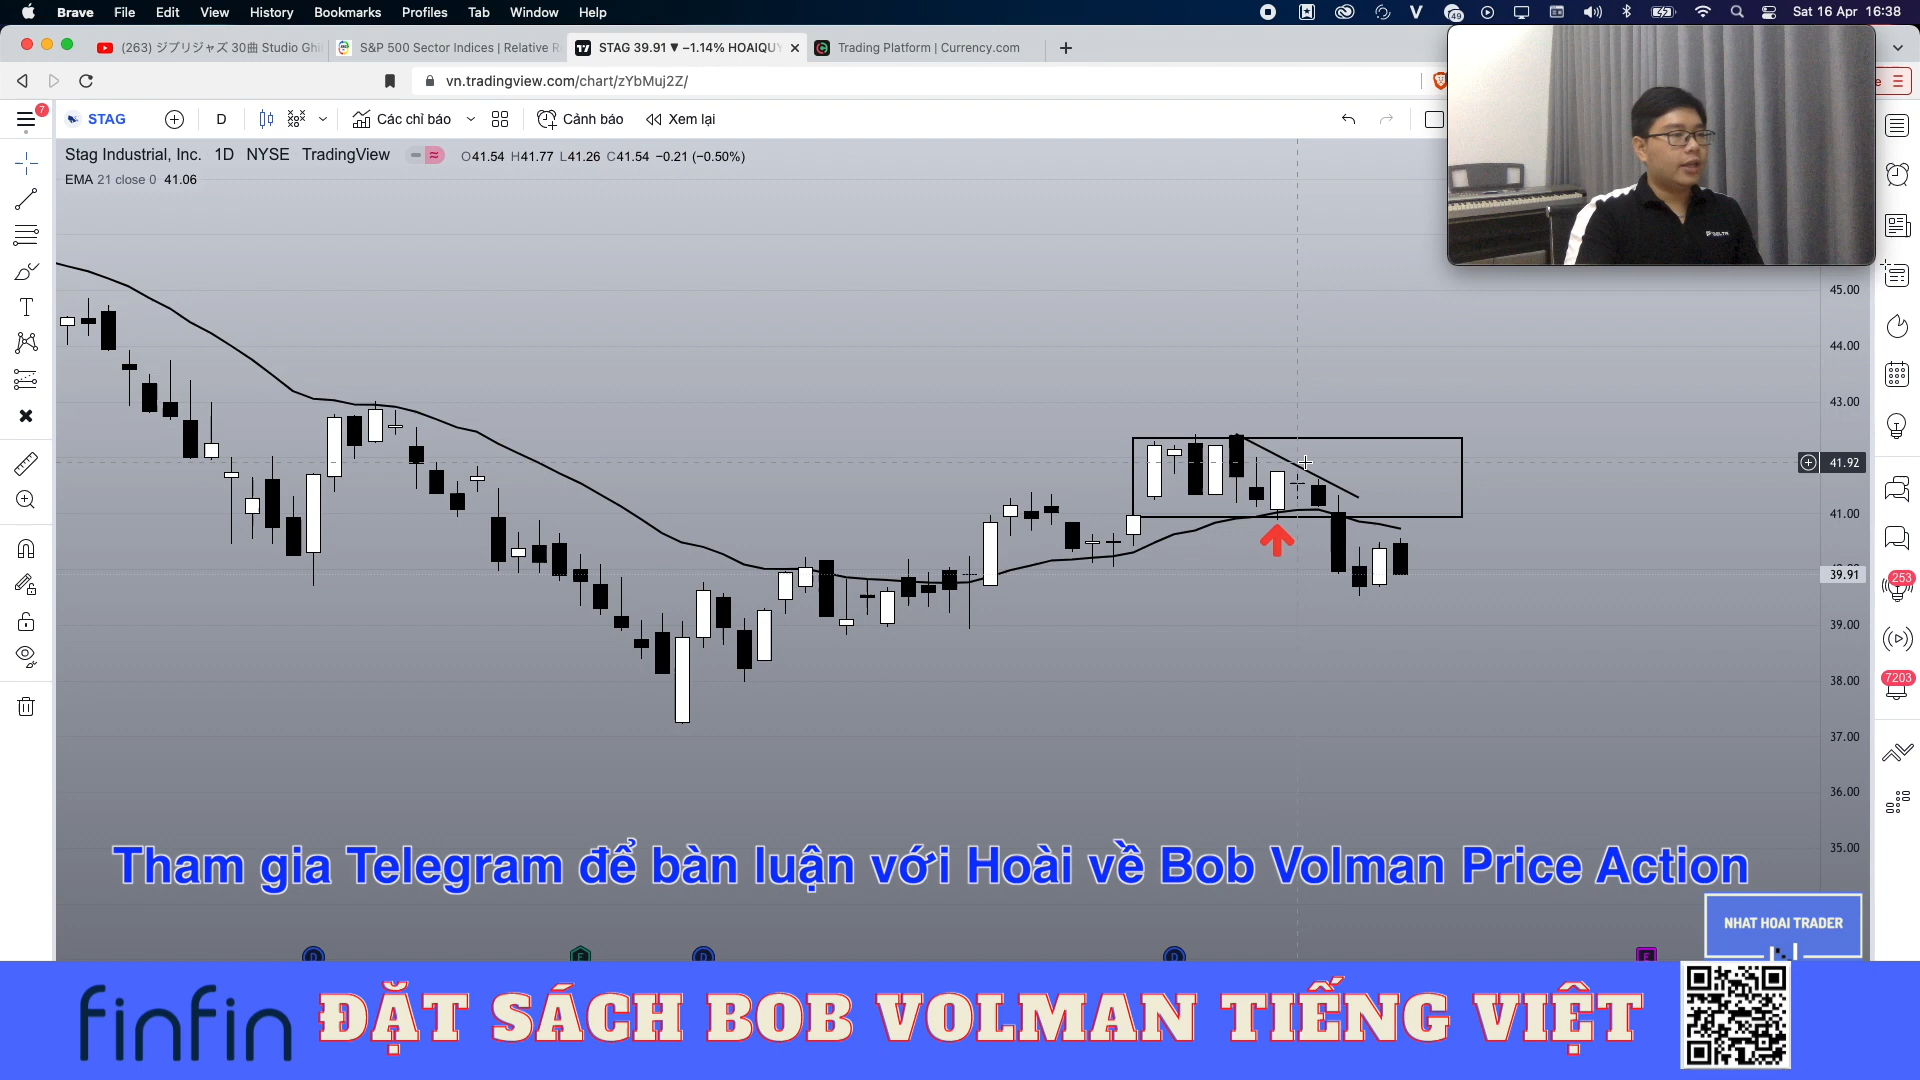 Brave File Edit View History Bookmarks Profiles Tab Window Help 49 Sat 16 Apr 16:38
(263) ジブリジャズ 30曲 Studio Ghi
S&P 500 Sector Indices | Relative R
STAG 39.91 ▼ −1.14% HOAIQU
Trading Platform | Currency.com
vn.tradingview.com/chart/zYbMuj2Z/
7
STAG D Các chỉ báo Cảnh báo Xem lại
Stag Industrial, Inc. 1D NYSE TradingView O41.54 H41.77 L41.26 C41.54 −0.21 (−0.50%)
EMA 21 close 0 41.06
DELTA
45.00
44.00
43.00
41.92
41.00
39.91
39.00
38.00
37.00
36.00
35.00
253
7203
Tham gia Telegram để bàn luận với Hoài về Bob Volman Price Action
NHAT HOAI TRADER
D E D D E
finfin ĐẶT SÁCH BOB VOLMAN TIẾNG VIỆT